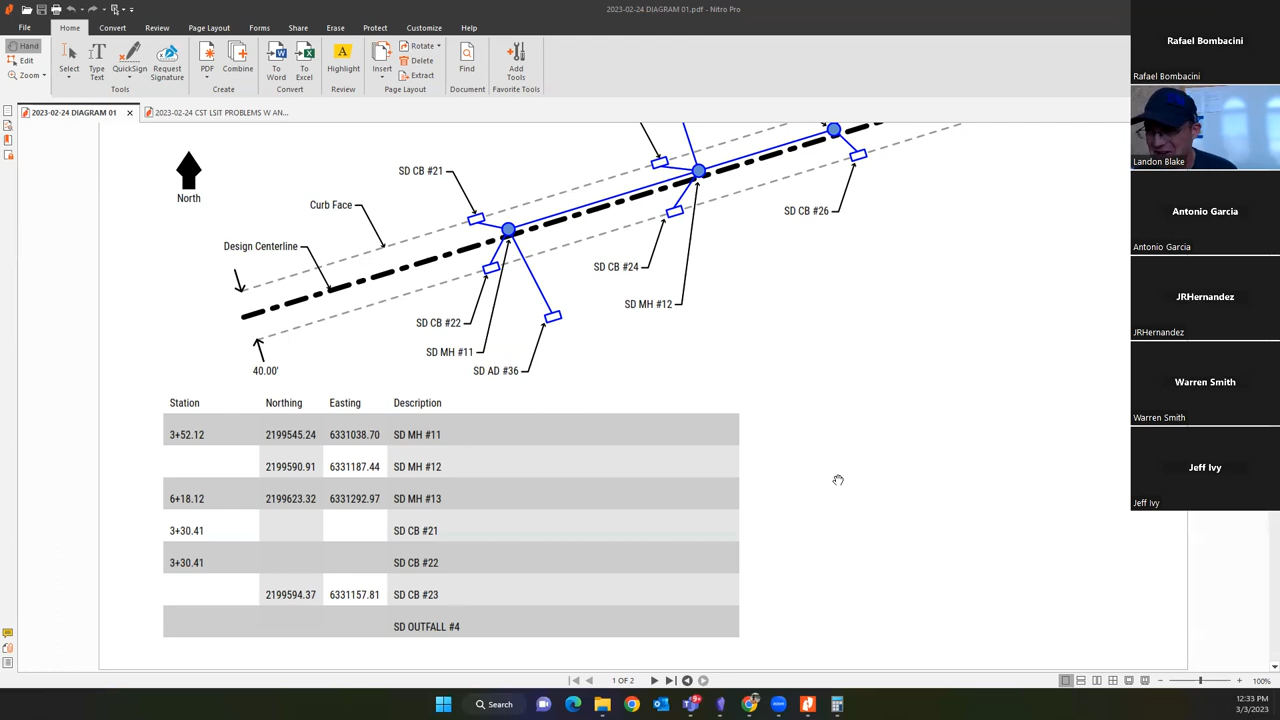 2023-02-24 DIAGRAM 01.pdf - Nitro Pro
File Home Convert Review Page Layout Forms Share Erase Protect Customize Help
Hand
Edit
Zoom
Select
Type Text
QuickSign
Request Signature
Tools
PDF
Combine
Create
To Word
To Excel
Convert
Highlight
Review
Insert
Rotate
Delete
Extract
Page Layout
Find
Document
Add Tools
Favorite Tools
2023-02-24 DIAGRAM 01
2023-02-24 CST LSIT PROBLEMS W AN...
North
SD CB #21
Curb Face
Design Centerline
SD CB #26
SD CB #24
SD MH #12
SD CB #22
SD MH #11
SD AD #36
40.00'
Station Northing Easting Description
3+52.12 2199545.24 6331038.70 SD MH #11
2199590.91 6331187.44 SD MH #12
6+18.12 2199623.32 6331292.97 SD MH #13
3+30.41 SD CB #21
3+30.41 SD CB #22
2199594.37 6331157.81 SD CB #23
SD OUTFALL #4
1 OF 2
100%
Search
9+
12:33 PM
3/3/2023
Rafael Bombacini
Rafael Bombacini
Landon Blake
Antonio Garcia
Antonio Garcia
JRHernandez
JRHernandez
Warren Smith
Warren Smith
Jeff Ivy
Jeff Ivy